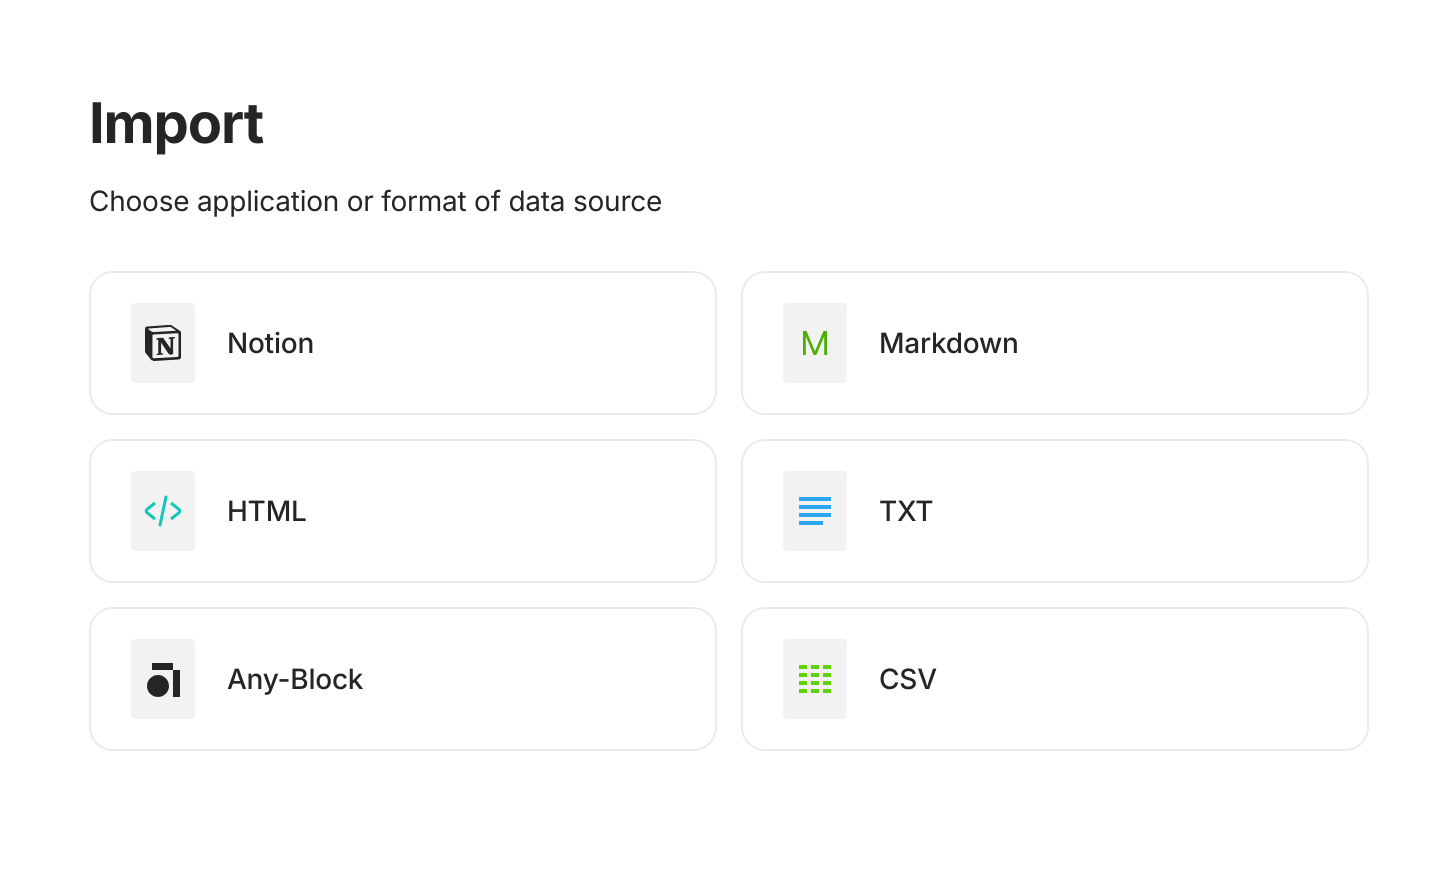 Import
Choose application or format of data source
Notion
Markdown
HTML
TXT
Any-Block
CSV